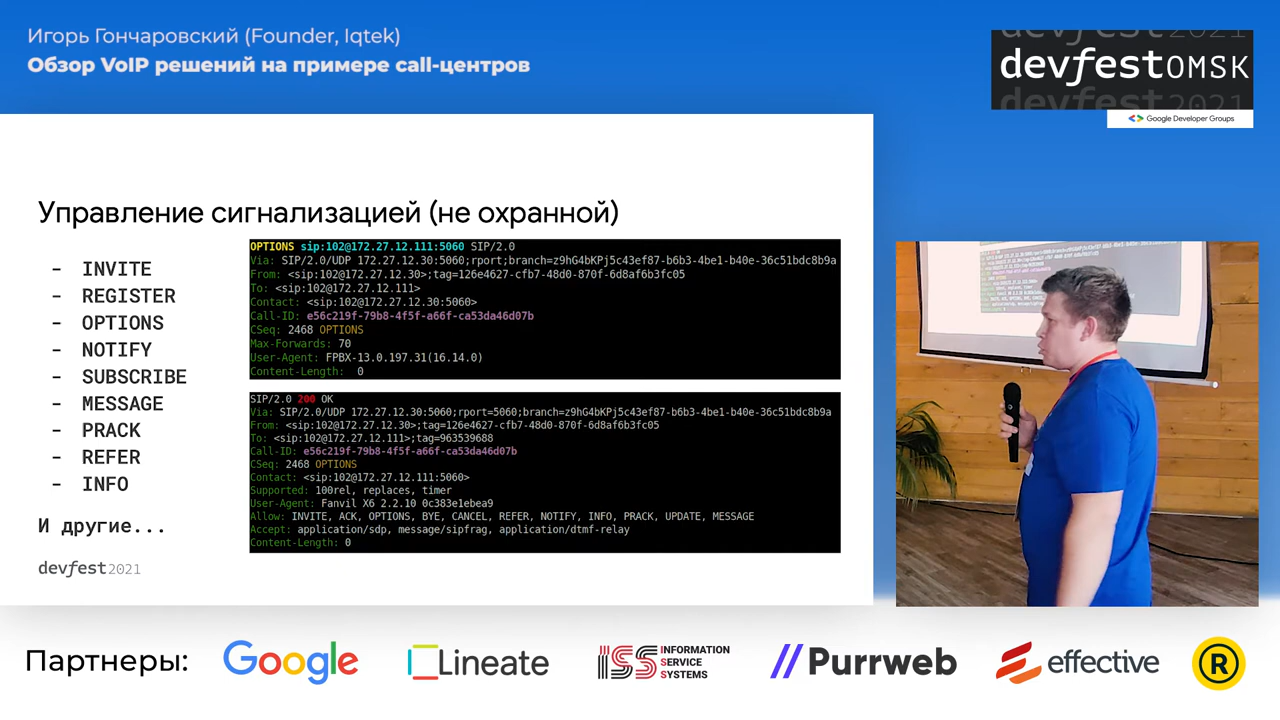 Игорь Гончаровский (Founder, Iqtek)
Обзор VoIP решений на примере call-центров
devfest OMSK
devfest 2021
Google Developer Groups
Управление сигнализацией (не охранной)
- INVITE
- REGISTER
- OPTIONS
- NOTIFY
- SUBSCRIBE
- MESSAGE
- PRACK
- REFER
- INFO
И другие...
devfest2021
OPTIONS sip:102@172.27.12.111:5060 SIP/2.0
Via: SIP/2.0/UDP 172.27.12.30:5060;rport;branch=z9hG4bKPj5c43ef87-b6b3-4be1-b40e-36c51bdc8b9a
From: <sip:102@172.27.12.30>;tag=126e4627-cfb7-48d0-870f-6d8af6b3fc05
To: <sip:102@172.27.12.111>
Contact: <sip:102@172.27.12.30:5060>
Call-ID: e56c219f-79b8-4f5f-a66f-ca53da46d07b
CSeq: 2468 OPTIONS
Max-Forwards: 70
User-Agent: FPBX-13.0.197.31(16.14.0)
Content-Length: 0
SIP/2.0 200 OK
Via: SIP/2.0/UDP 172.27.12.30:5060;rport=5060;branch=z9hG4bKPj5c43ef87-b6b3-4be1-b40e-36c51bdc8b9a
From: <sip:102@172.27.12.30>;tag=126e4627-cfb7-48d0-870f-6d8af6b3fc05
To: <sip:102@172.27.12.111>;tag=963539688
Call-ID: e56c219f-79b8-4f5f-a66f-ca53da46d07b
CSeq: 2468 OPTIONS
Contact: <sip:102@172.27.12.111:5060>
Supported: 100rel, replaces, timer
User-Agent: Fanvil X6 2.2.10 0c383e1ebea9
Allow: INVITE, ACK, OPTIONS, BYE, CANCEL, REFER, NOTIFY, INFO, PRACK, UPDATE, MESSAGE
Accept: application/sdp, message/sipfrag, application/dtmf-relay
Content-Length: 0
Партнеры:
Google
Lineate
ISS INFORMATION SERVICE SYSTEMS
Purrweb
effective
R